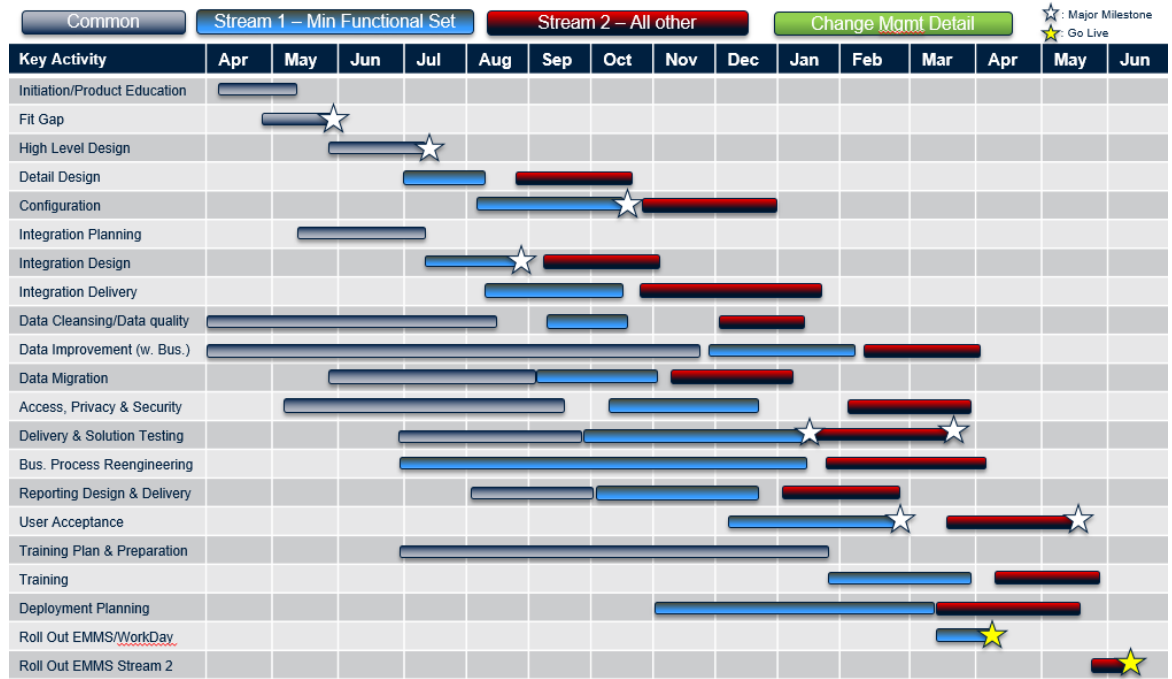 Common
Stream 1 – Min Functional Set
Stream 2 – All other
Change Mgmt Detail
: Major Milestone
: Go Live
Key Activity Apr May Jun Jul Aug Sep Oct Nov Dec Jan Feb Mar Apr May Jun
Initiation/Product Education
Fit Gap
High Level Design
Detail Design
Configuration
Integration Planning
Integration Design
Integration Delivery
Data Cleansing/Data quality
Data Improvement (w. Bus.)
Data Migration
Access, Privacy & Security
Delivery & Solution Testing
Bus. Process Reengineering
Reporting Design & Delivery
User Acceptance
Training Plan & Preparation
Training
Deployment Planning
Roll Out EMMS/WorkDay
Roll Out EMMS Stream 2